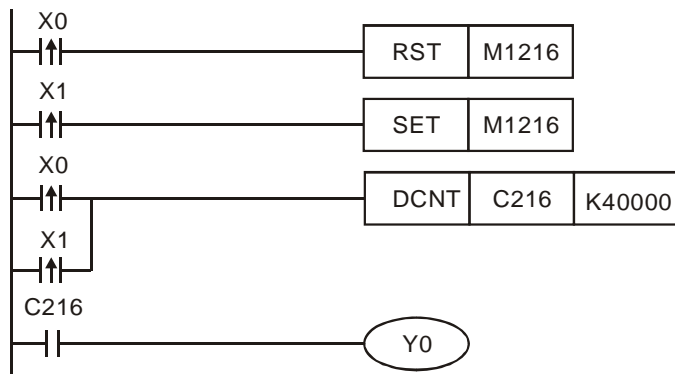 X0
RST M1216
X1
SET M1216
X0
DCNT C216 K40000
X1
C216
Y0